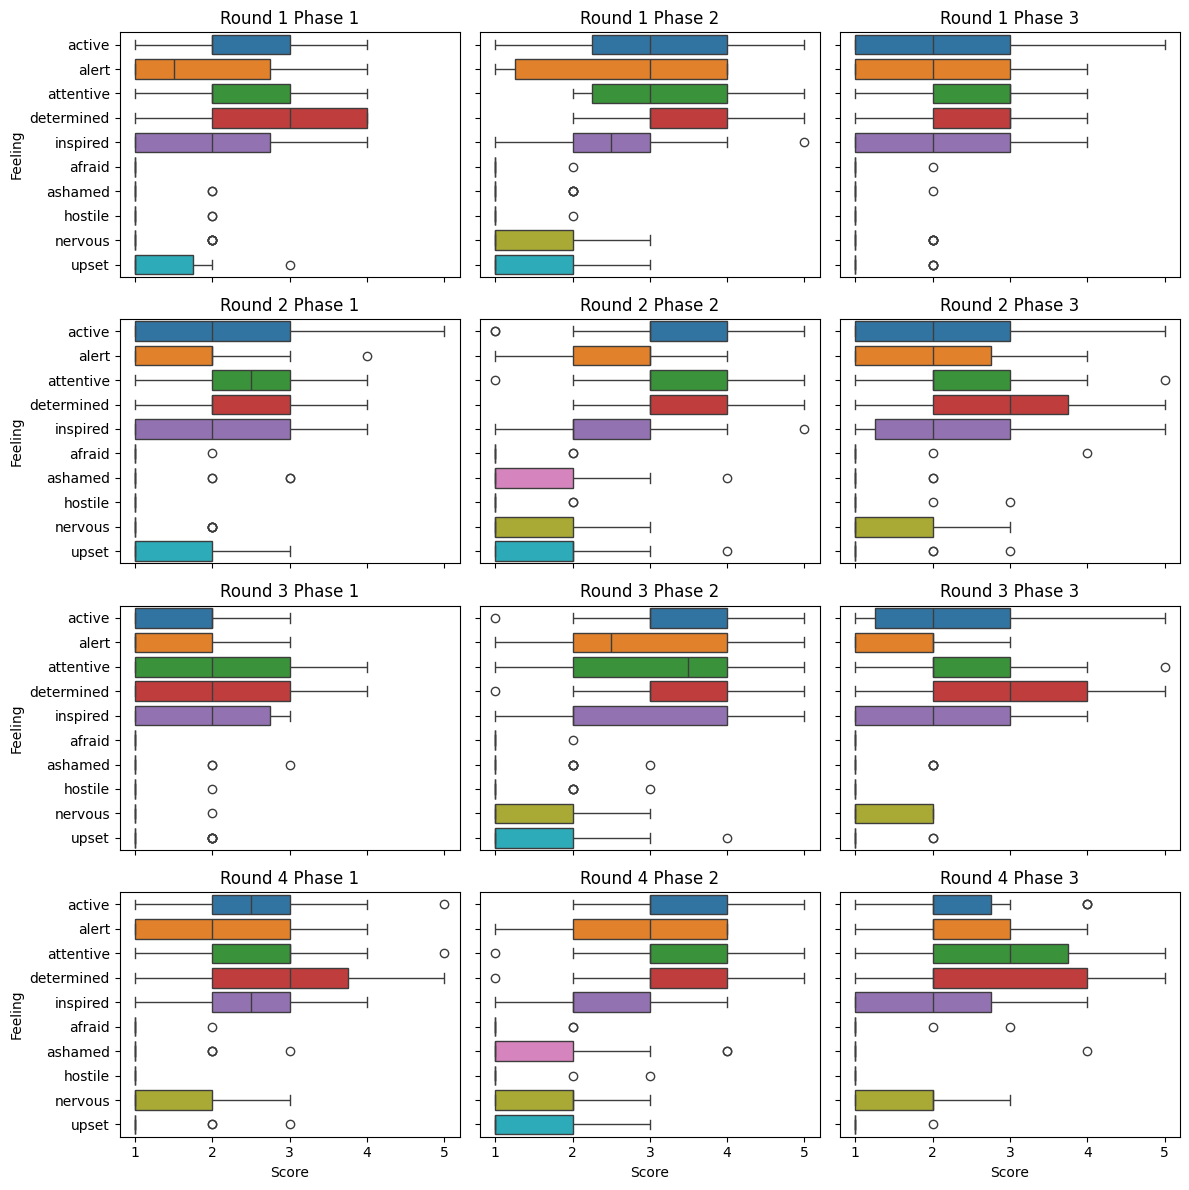 Round 1 Phase 1
Round 1 Phase 2
Round 1 Phase 3
Feeling
active
alert
attentive
determined
inspired
afraid
ashamed
hostile
nervous
upset
Round 2 Phase 1
Round 2 Phase 2
Round 2 Phase 3
Feeling
active
alert
attentive
determined
inspired
afraid
ashamed
hostile
nervous
upset
Round 3 Phase 1
Round 3 Phase 2
Round 3 Phase 3
Feeling
active
alert
attentive
determined
inspired
afraid
ashamed
hostile
nervous
upset
Round 4 Phase 1
Round 4 Phase 2
Round 4 Phase 3
Feeling
active
alert
attentive
determined
inspired
afraid
ashamed
hostile
nervous
upset
1 2 3 4 5
1 2 3 4 5
1 2 3 4 5
Score
Score
Score